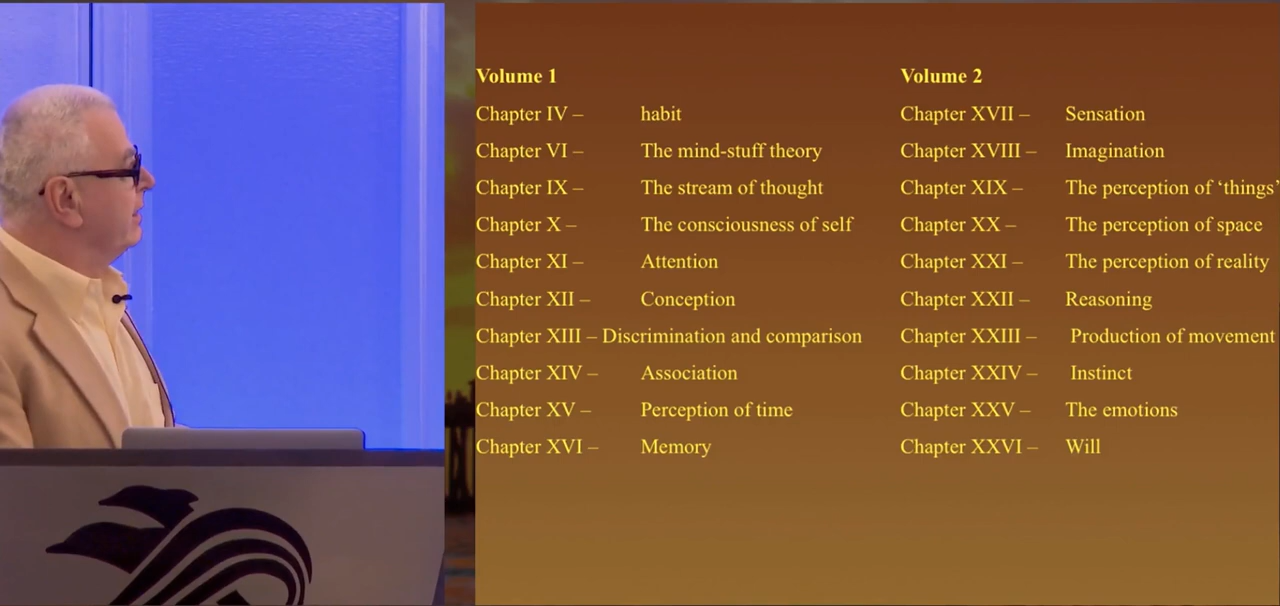 Volume 1
Chapter IV – habit
Chapter VI – The mind-stuff theory
Chapter IX – The stream of thought
Chapter X – The consciousness of self
Chapter XI – Attention
Chapter XII – Conception
Chapter XIII – Discrimination and comparison
Chapter XIV – Association
Chapter XV – Perception of time
Chapter XVI – Memory
Volume 2
Chapter XVII – Sensation
Chapter XVIII – Imagination
Chapter XIX – The perception of ‘things’
Chapter XX – The perception of space
Chapter XXI – The perception of reality
Chapter XXII – Reasoning
Chapter XXIII – Production of movement
Chapter XXIV – Instinct
Chapter XXV – The emotions
Chapter XXVI – Will